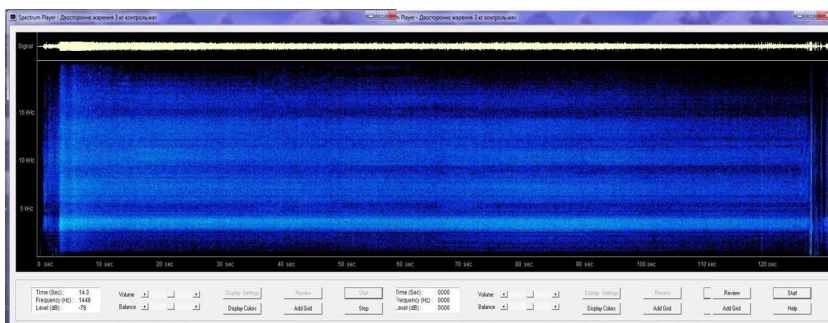 Spectrum Player - Двостороннє жарення 3 кг контроль.wav
m Player - Двостороннє жарення 3 кг контроль.wav
Signal
15 kHz
10 kHz
5 kHz
0 sec 10 sec 20 sec 30 sec 40 sec 50 sec 60 sec 70 sec 80 sec 90 sec 100 sec 110 sec 120 sec
Time (Sec) : 14.3
Frequency (Hz) : 1448
Level (dB) : -78
Volume
Balance
Display Settings
Display Colors
Review
Add Grid
Start
Stop
Time (Sec) : 0000
Frequency (Hz) : 0000
Level (dB) : 0000
Volume
Balance
Display Settings
Display Colors
Review
Add Grid
Review
Add Grid
Start
Help